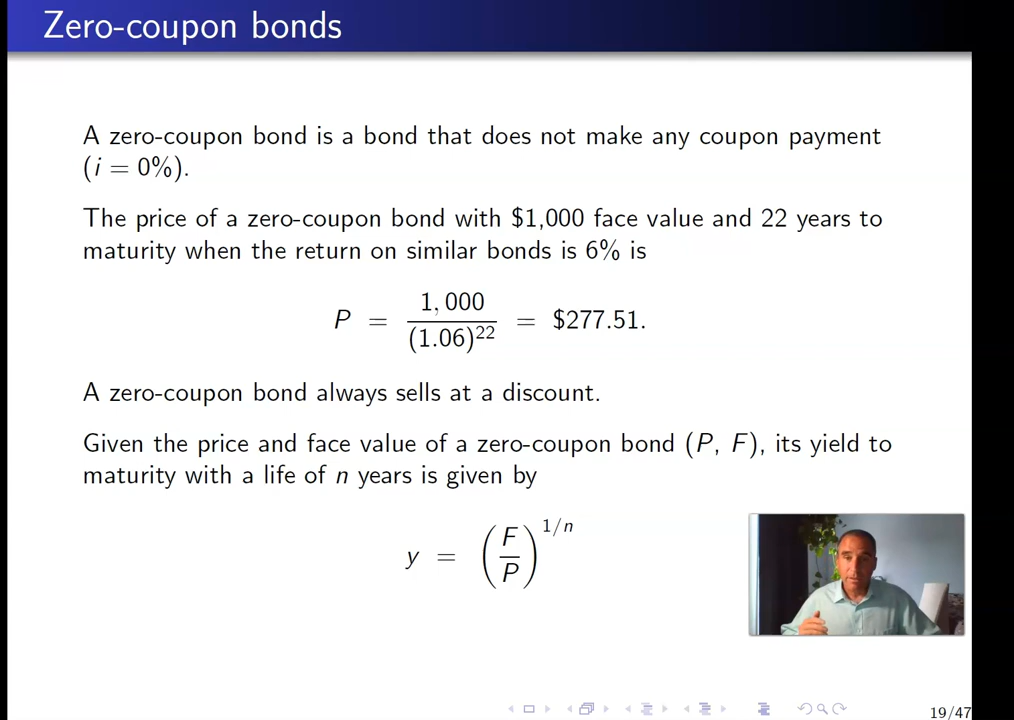 Zero-coupon bonds
A zero-coupon bond is a bond that does not make any coupon payment
(i = 0%).
The price of a zero-coupon bond with $1,000 face value and 22 years to
maturity when the return on similar bonds is 6% is
P = 1,000 / (1.06)^22 = $277.51.
A zero-coupon bond always sells at a discount.
Given the price and face value of a zero-coupon bond (P, F), its yield to
maturity with a life of n years is given by
y = (F/P)^1/n
19/47